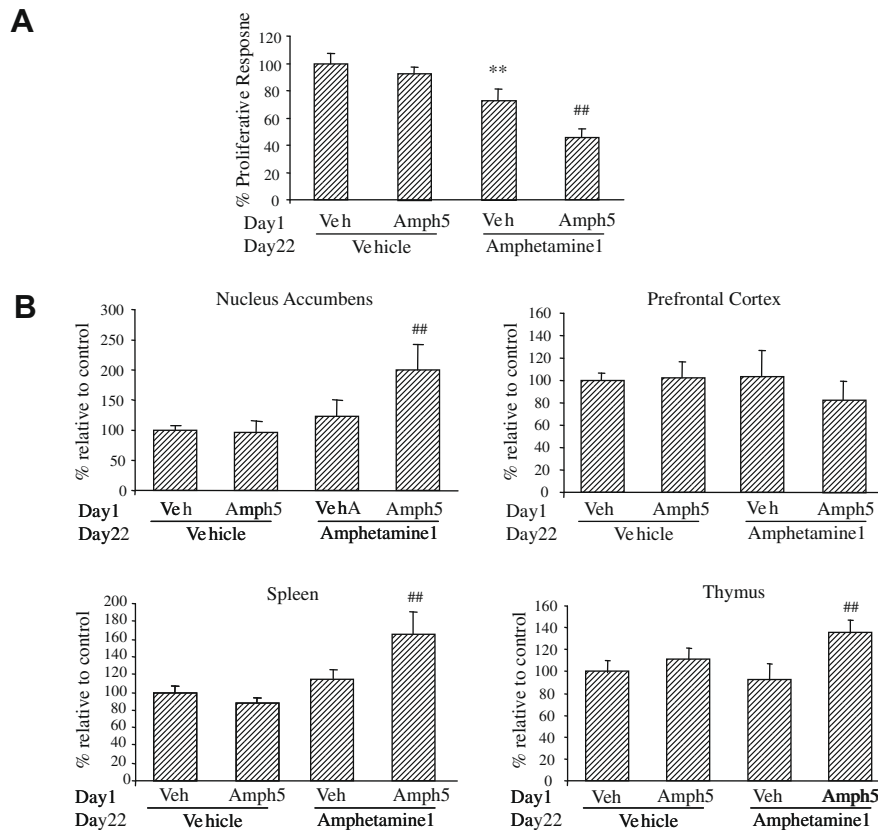 A
% Proliferative Resposne
120
100
80
60
40
20
0
**
##
Day1 Veh Amph5 Veh Amph5
Day22 Vehicle Amphetamine1
B
Nucleus Accumbens
% relative to control
300
250
200
150
100
50
0
##
Day1 Veh Amph5 VehA Amph5
Day22 Vehicle Amphetamine1
Prefrontal Cortex
% relative to control
160
140
120
100
80
60
40
20
0
Day1 Veh Amph5 Veh Amph5
Day22 Vehicle Amphetamine1
Spleen
% relative to control
200
180
160
140
120
100
80
60
40
20
0
##
Day1 Veh Amph5 Veh Amph5
Day22 Vehicle Amphetamine1
Thymus
% relative to control
160
140
120
100
80
60
40
20
0
##
Day1 Veh Amph5 Veh Amph5
Day22 Vehicle Amphetamine1